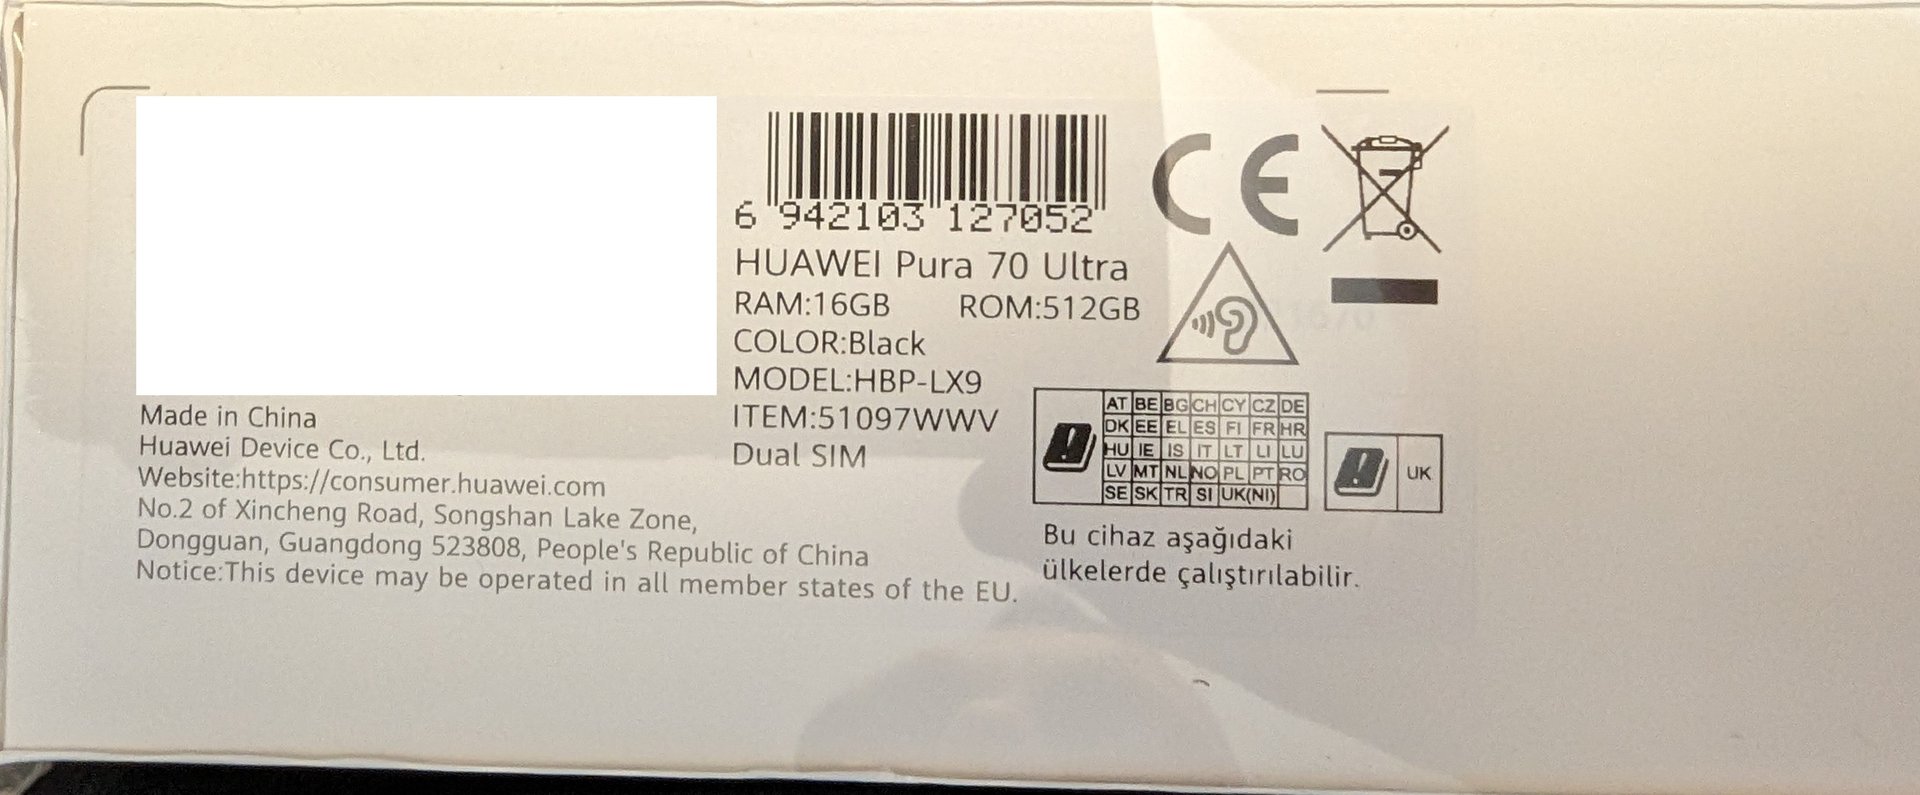 6 942103 127052
HUAWEI Pura 70 Ultra
RAM:16GB ROM:512GB
COLOR:Black
MODEL:HBP-LX9
ITEM:51097WWV
Dual SIM
Made in China
Huawei Device Co., Ltd.
Website:https://consumer.huawei.com
No.2 of Xincheng Road, Songshan Lake Zone,
Dongguan, Guangdong 523808, People's Republic of China
Notice:This device may be operated in all member states of the EU.
CE
AT BE BG CH CY CZ DE
DK EE EL ES FI FR HR
HU IE IS IT LT LI LU
LV MT NL NO PL PT RO
SE SK TR SI UK(NI)
UK
Bu cihaz aşağıdaki
ülkelerde çalıştırılabilir.